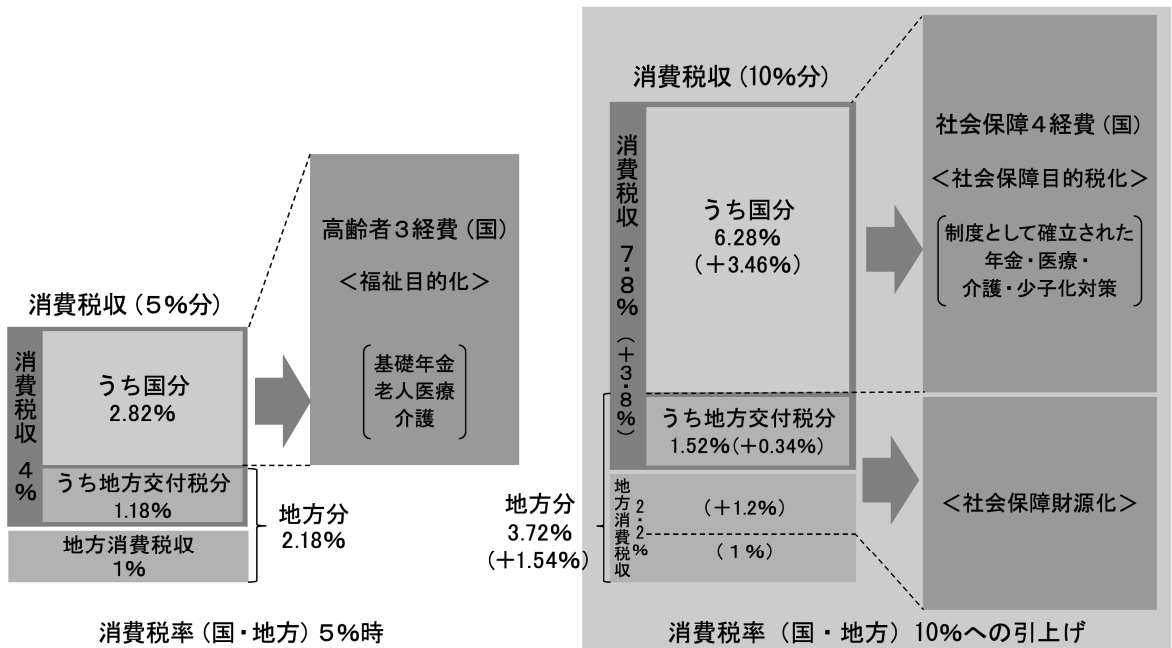 消費税収（5％分）
消費税収　4％
うち国分
2.82％
うち地方交付税分
1.18％
地方消費税収
1％
地方分
2.18％
高齢者３経費（国）
＜福祉目的化＞
基礎年金
老人医療
介護
消費税率（国・地方）5％時
消費税収（10％分）
消費税収　7.8％（＋3.8％）
うち国分
6.28％
（＋3.46％）
うち地方交付税分
1.52％（＋0.34％）
地方消費税収　2.2％
（＋1.2％）
（1％）
地方分
3.72％
（＋1.54％）
社会保障４経費（国）
＜社会保障目的税化＞
制度として確立された
年金・医療・
介護・少子化対策
＜社会保障財源化＞
消費税率（国・地方）10％への引上げ